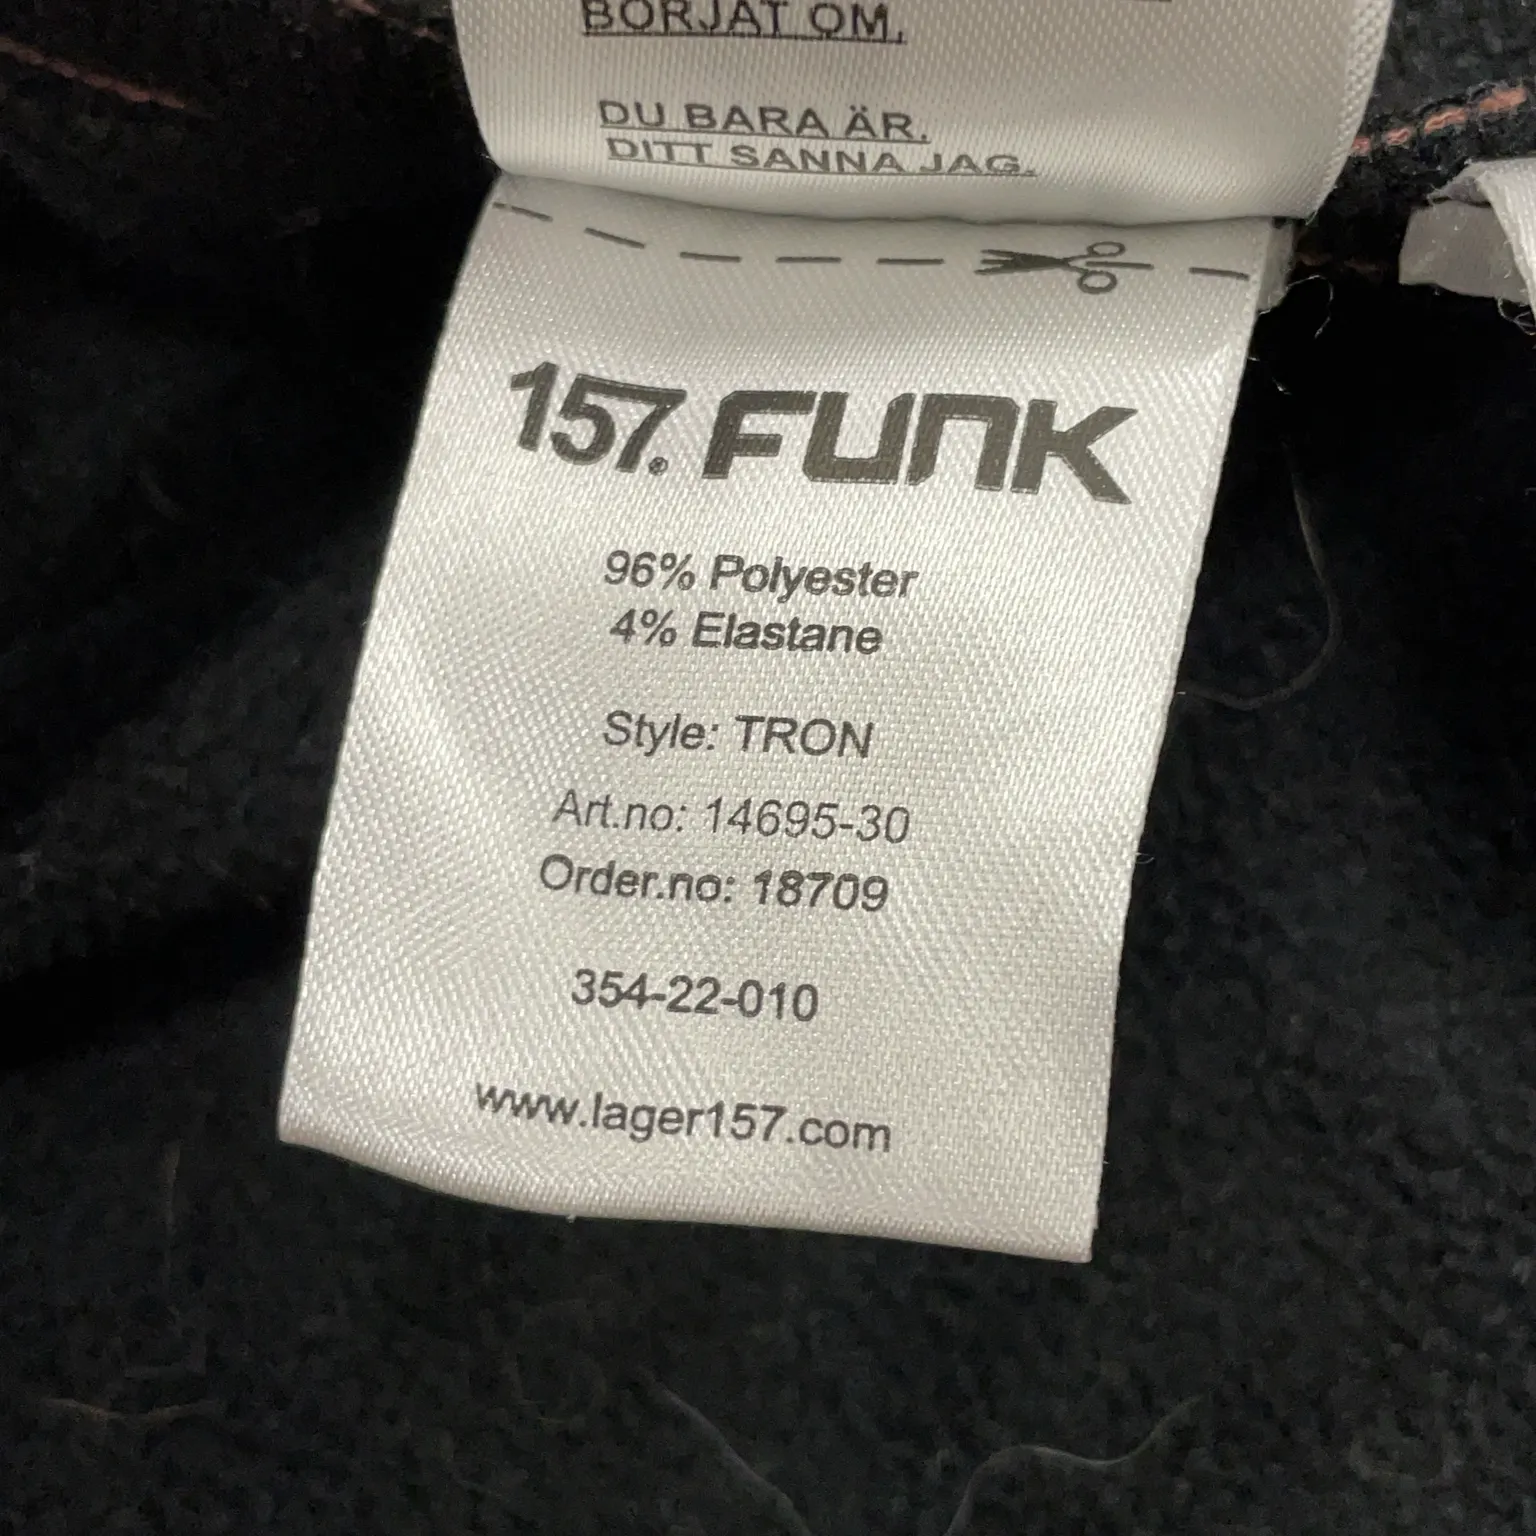 BÖRJAT OM.
DU BARA ÄR.
DITT SANNA JAG.
157® FUNK
96% Polyester
4% Elastane
Style: TRON
Art.no: 14695-30
Order.no: 18709
354-22-010
www.lager157.com